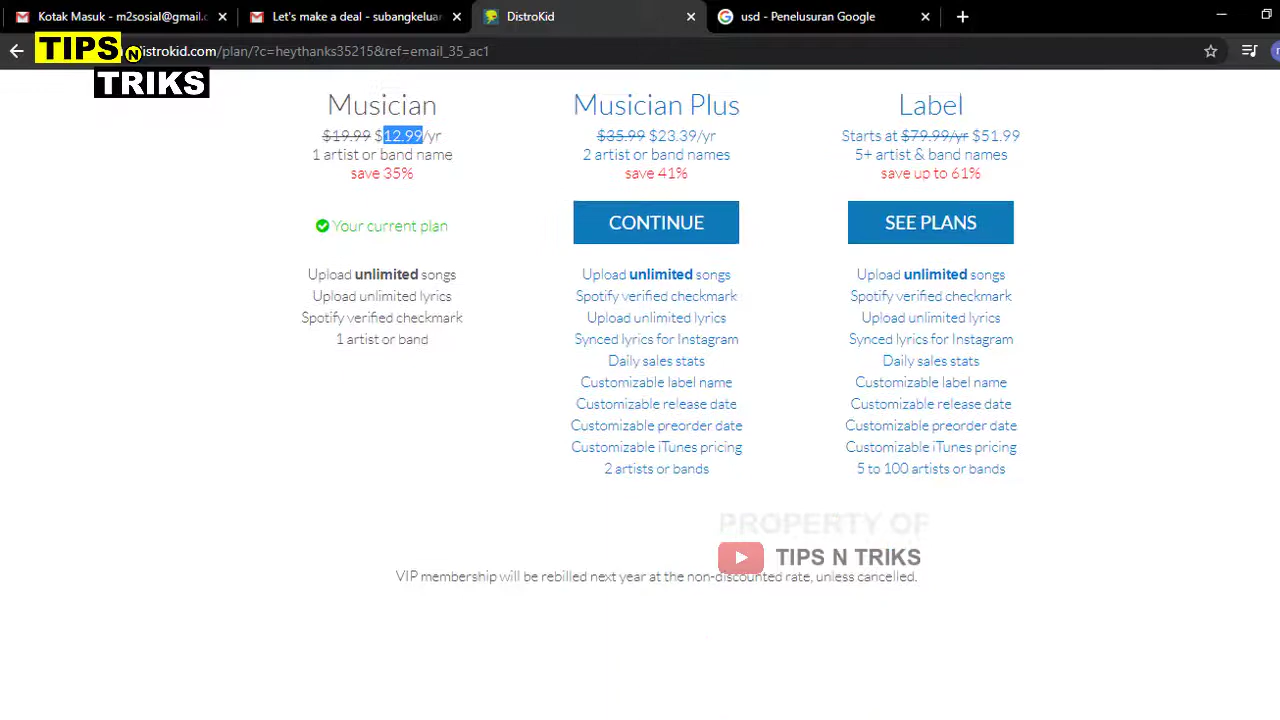 Kotak Masuk - m2sosial@gmail.c
Let's make a deal - subangkeluar
DistroKid
usd - Penelusuran Google
distrokid.com/plan/?c=heythanks35215&ref=email_35_ac1
TIPS N
TRIKS
Musician
$19.99 $12.99/yr
1 artist or band name
save 35%
Your current plan
Upload unlimited songs
Upload unlimited lyrics
Spotify verified checkmark
1 artist or band
Musician Plus
$35.99 $23.39/yr
2 artist or band names
save 41%
CONTINUE
Upload unlimited songs
Spotify verified checkmark
Upload unlimited lyrics
Synced lyrics for Instagram
Daily sales stats
Customizable label name
Customizable release date
Customizable preorder date
Customizable iTunes pricing
2 artists or bands
Label
Starts at $79.99/yr $51.99
5+ artist & band names
save up to 61%
SEE PLANS
Upload unlimited songs
Spotify verified checkmark
Upload unlimited lyrics
Synced lyrics for Instagram
Daily sales stats
Customizable label name
Customizable release date
Customizable preorder date
Customizable iTunes pricing
5 to 100 artists or bands
PROPERTY OF
TIPS N TRIKS
VIP membership will be rebilled next year at the non-discounted rate, unless cancelled.